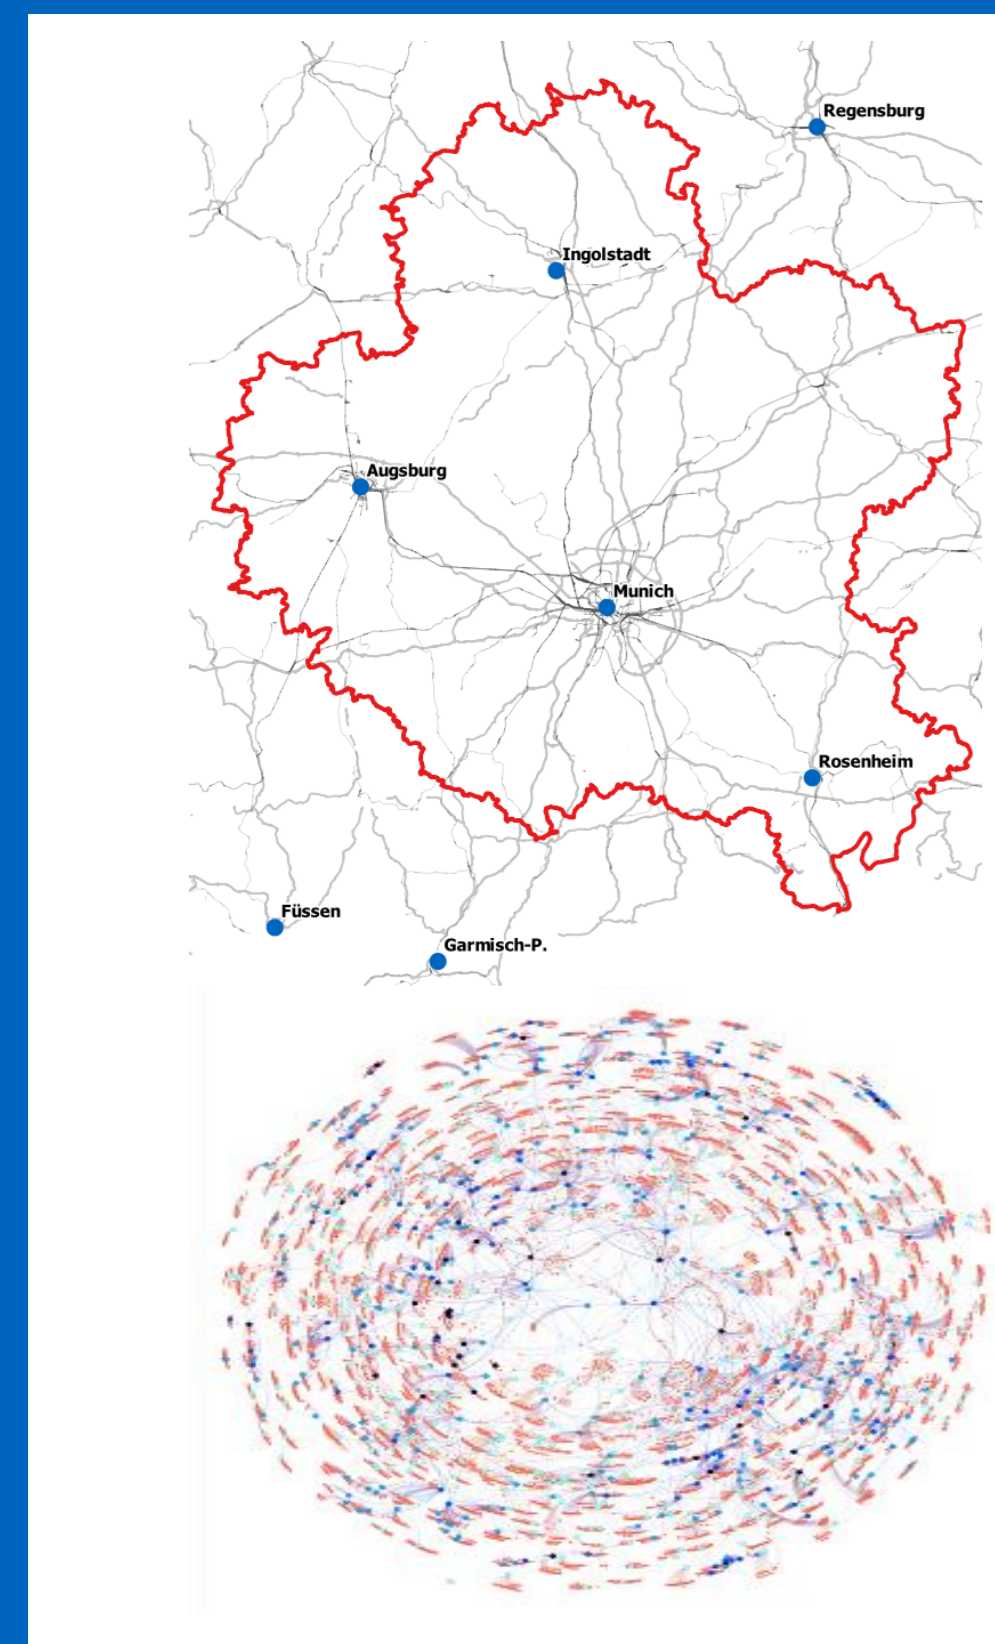 Regensburg
Ingolstadt
Augsburg
Munich
Rosenheim
Füssen
Garmisch-P.